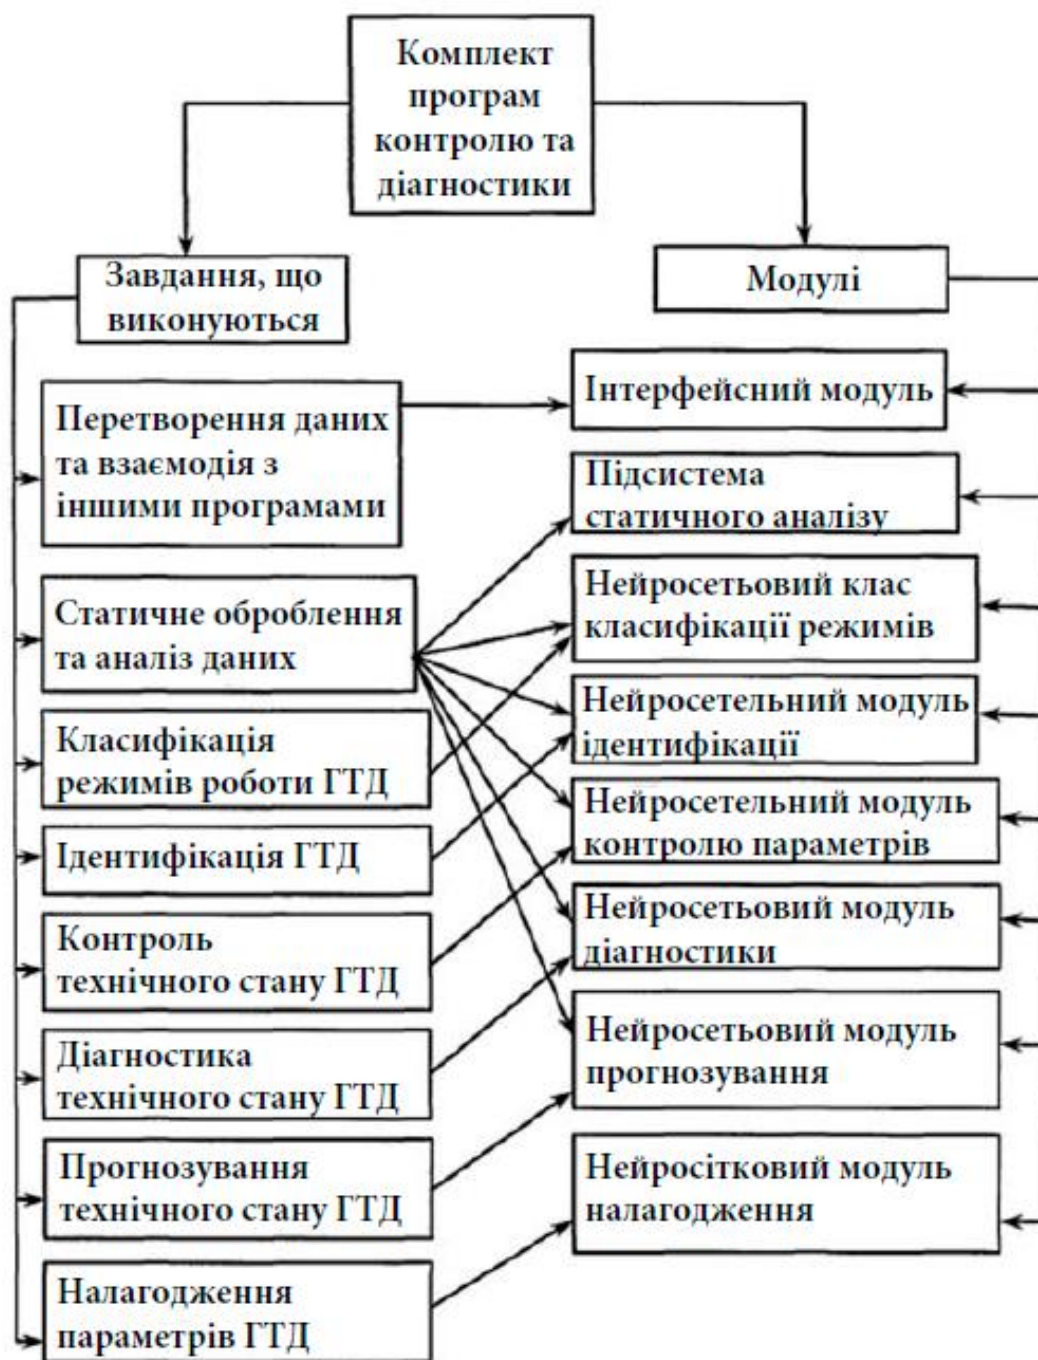 Комплект
програм
контролю та
діагностики
Завдання, що
виконуються
Модулі
Перетворення даних
та взаємодія з
іншими програмами
Статичне оброблення
та аналіз даних
Класифікація
режимів роботи ГТД
Ідентифікація ГТД
Контроль
технічного стану ГТД
Діагностика
технічного стану ГТД
Прогнозування
технічного стану ГТД
Налагодження
параметрів ГТД
Інтерфейсний модуль
Підсистема
статичного аналізу
Нейросетьовий клас
класифікації режимів
Нейросетельний модуль
ідентифікації
Нейросетельний модуль
контролю параметрів
Нейросетьовий модуль
діагностики
Нейросетьовий модуль
прогнозування
Нейросітковий модуль
налагодження